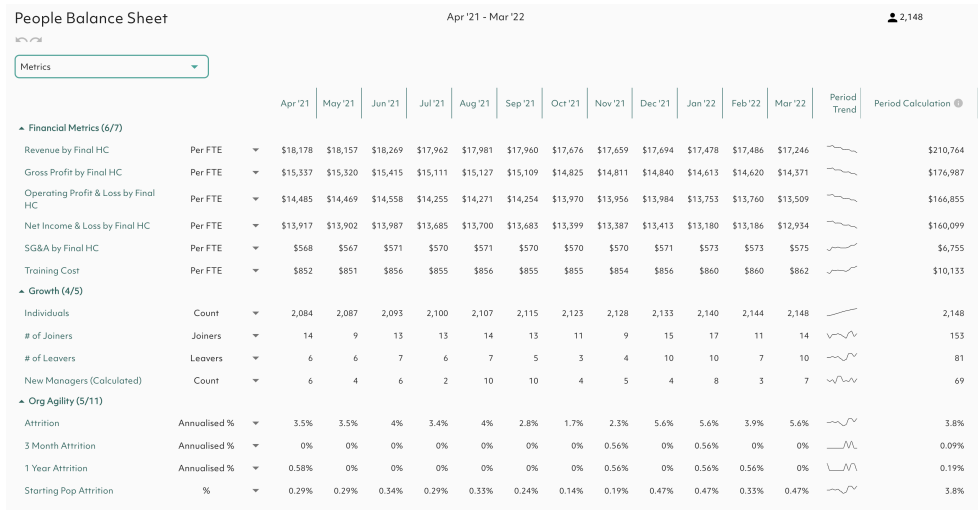 People Balance Sheet Apr '21 - Mar '22 2,148
Metrics
Apr '21 May '21 Jun '21 Jul '21 Aug '21 Sep '21 Oct '21 Nov '21 Dec '21 Jan '22 Feb '22 Mar '22 Period Trend Period Calculation
Financial Metrics (6/7)
Revenue by Final HC Per FTE $18,178 $18,157 $18,269 $17,962 $17,981 $17,960 $17,676 $17,659 $17,694 $17,478 $17,486 $17,246 $210,764
Gross Profit by Final HC Per FTE $15,337 $15,320 $15,415 $15,111 $15,127 $15,109 $14,825 $14,811 $14,840 $14,613 $14,620 $14,371 $176,987
Operating Profit & Loss by Final HC Per FTE $14,485 $14,469 $14,558 $14,255 $14,271 $14,254 $13,970 $13,956 $13,984 $13,753 $13,760 $13,509 $166,855
Net Income & Loss by Final HC Per FTE $13,917 $13,902 $13,987 $13,685 $13,700 $13,683 $13,399 $13,387 $13,413 $13,180 $13,186 $12,934 $160,099
SG&A by Final HC Per FTE $568 $567 $571 $570 $571 $570 $570 $570 $571 $573 $573 $575 $6,755
Training Cost Per FTE $852 $851 $856 $855 $856 $855 $855 $854 $856 $860 $860 $862 $10,133
Growth (4/5)
Individuals Count 2,084 2,087 2,093 2,100 2,107 2,115 2,123 2,128 2,133 2,140 2,144 2,148 2,148
# of Joiners Joiners 14 9 13 13 14 13 11 9 15 17 11 14 153
# of Leavers Leavers 6 6 7 6 7 5 3 4 10 10 7 10 81
New Managers (Calculated) Count 6 4 6 2 10 10 4 5 4 8 3 7 69
Org Agility (5/11)
Attrition Annualised % 3.5% 3.5% 4% 3.4% 4% 2.8% 1.7% 2.3% 5.6% 5.6% 3.9% 5.6% 3.8%
3 Month Attrition Annualised % 0% 0% 0% 0% 0% 0% 0% 0.56% 0% 0.56% 0% 0% 0.09%
1 Year Attrition Annualised % 0.58% 0% 0% 0% 0% 0% 0% 0.56% 0% 0.56% 0.56% 0% 0.19%
Starting Pop Attrition % 0.29% 0.29% 0.34% 0.29% 0.33% 0.24% 0.14% 0.19% 0.47% 0.47% 0.33% 0.47% 3.8%